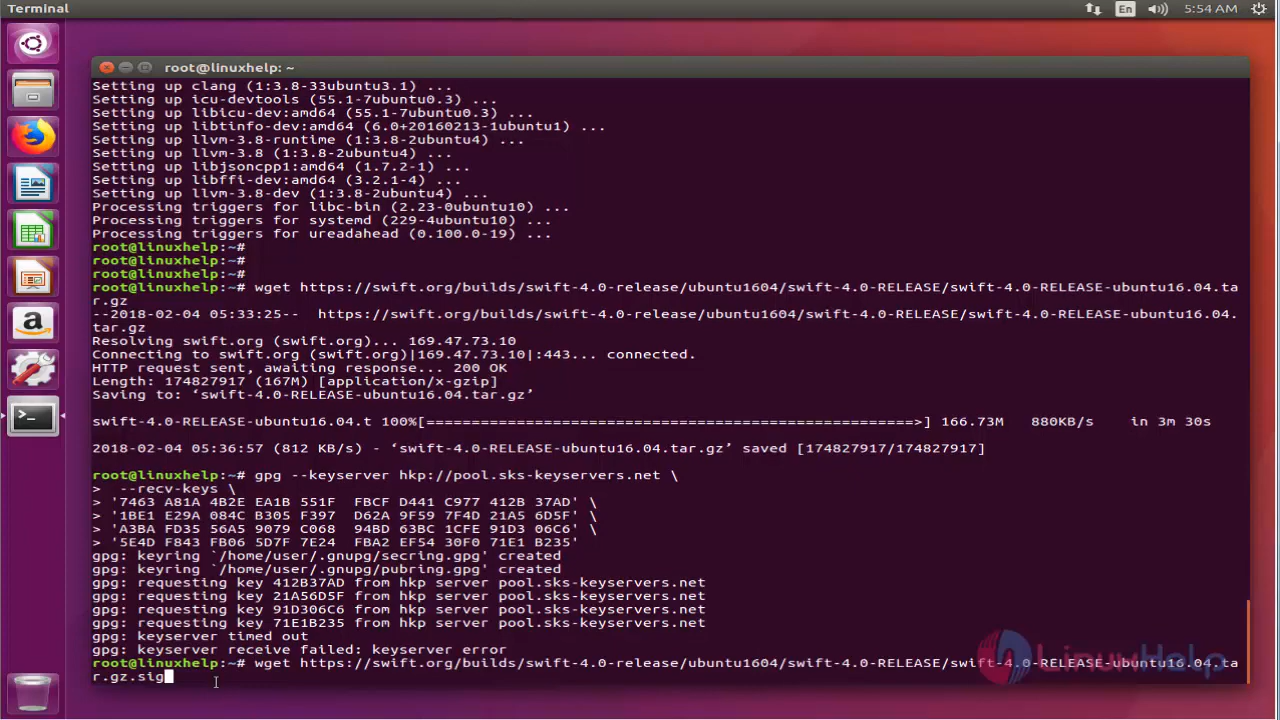 Terminal
En
5:54 AM
root@linuxhelp: ~
Setting up clang (1:3.8-33ubuntu3.1) ...
Setting up icu-devtools (55.1-7ubuntu0.3) ...
Setting up libicu-dev:amd64 (55.1-7ubuntu0.3) ...
Setting up libtinfo-dev:amd64 (6.0+20160213-1ubuntu1) ...
Setting up llvm-3.8-runtime (1:3.8-2ubuntu4) ...
Setting up llvm-3.8 (1:3.8-2ubuntu4) ...
Setting up libjsoncpp1:amd64 (1.7.2-1) ...
Setting up libffi-dev:amd64 (3.2.1-4) ...
Setting up llvm-3.8-dev (1:3.8-2ubuntu4) ...
Processing triggers for libc-bin (2.23-0ubuntu10) ...
Processing triggers for systemd (229-4ubuntu10) ...
Processing triggers for ureadahead (0.100.0-19) ...
root@linuxhelp:~#
root@linuxhelp:~#
root@linuxhelp:~#
root@linuxhelp:~# wget https://swift.org/builds/swift-4.0-release/ubuntu1604/swift-4.0-RELEASE/swift-4.0-RELEASE-ubuntu16.04.ta
r.gz
--2018-02-04 05:33:25--  https://swift.org/builds/swift-4.0-release/ubuntu1604/swift-4.0-RELEASE/swift-4.0-RELEASE-ubuntu16.04.
tar.gz
Resolving swift.org (swift.org)... 169.47.73.10
Connecting to swift.org (swift.org)|169.47.73.10|:443... connected.
HTTP request sent, awaiting response... 200 OK
Length: 174827917 (167M) [application/x-gzip]
Saving to: ‘swift-4.0-RELEASE-ubuntu16.04.tar.gz’
swift-4.0-RELEASE-ubuntu16.04.t 100%[======================================================>] 166.73M   880KB/s    in 3m 30s
2018-02-04 05:36:57 (812 KB/s) - ‘swift-4.0-RELEASE-ubuntu16.04.tar.gz’ saved [174827917/174827917]
root@linuxhelp:~# gpg --keyserver hkp://pool.sks-keyservers.net \
>  --recv-keys \
> '7463 A81A 4B2E EA1B 551F  FBCF D441 C977 412B 37AD' \
> '1BE1 E29A 084C B305 F397  D62A 9F59 7F4D 21A5 6D5F' \
> 'A3BA FD35 56A5 9079 C068  94BD 63BC 1CFE 91D3 06C6' \
> '5E4D F843 FB06 5D7F 7E24  FBA2 EF54 30F0 71E1 B235'
gpg: keyring `/home/user/.gnupg/secring.gpg' created
gpg: keyring `/home/user/.gnupg/pubring.gpg' created
gpg: requesting key 412B37AD from hkp server pool.sks-keyservers.net
gpg: requesting key 21A56D5F from hkp server pool.sks-keyservers.net
gpg: requesting key 91D306C6 from hkp server pool.sks-keyservers.net
gpg: requesting key 71E1B235 from hkp server pool.sks-keyservers.net
gpg: keyserver timed out
gpg: keyserver receive failed: keyserver error
root@linuxhelp:~# wget https://swift.org/builds/swift-4.0-release/ubuntu1604/swift-4.0-RELEASE/swift-4.0-RELEASE-ubuntu16.04.ta
r.gz.sig
LinuxHelp